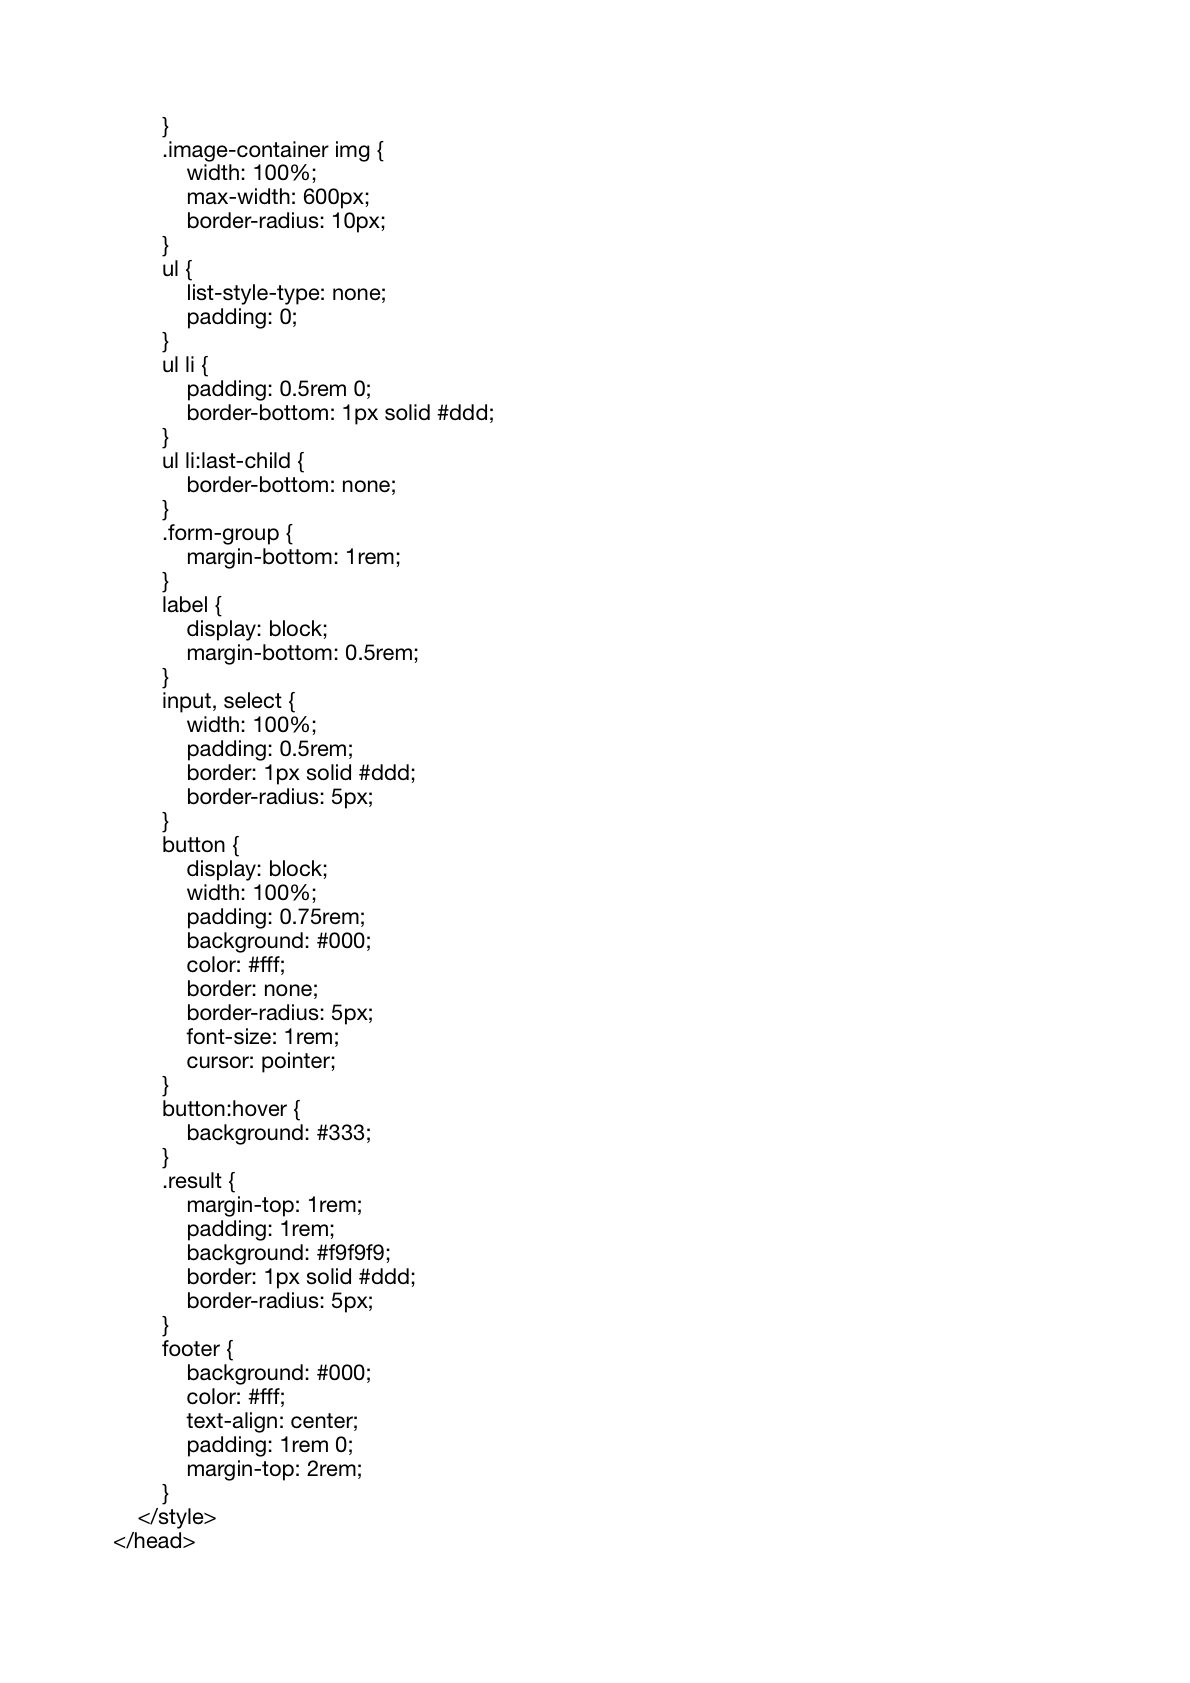 }
.image-container img {
width: 100%;
max-width: 600px;
border-radius: 10px;
}
ul {
list-style-type: none;
padding: 0;
}
ul li {
padding: 0.5rem 0;
border-bottom: 1px solid #ddd;
}
ul li:last-child {
border-bottom: none;
}
.form-group {
margin-bottom: 1rem;
}
label {
display: block;
margin-bottom: 0.5rem;
}
input, select {
width: 100%;
padding: 0.5rem;
border: 1px solid #ddd;
border-radius: 5px;
}
button {
display: block;
width: 100%;
padding: 0.75rem;
background: #000;
color: #fff;
border: none;
border-radius: 5px;
font-size: 1rem;
cursor: pointer;
}
button:hover {
background: #333;
}
.result {
margin-top: 1rem;
padding: 1rem;
background: #f9f9f9;
border: 1px solid #ddd;
border-radius: 5px;
}
footer {
background: #000;
color: #fff;
text-align: center;
padding: 1rem 0;
margin-top: 2rem;
}
</style>
</head>